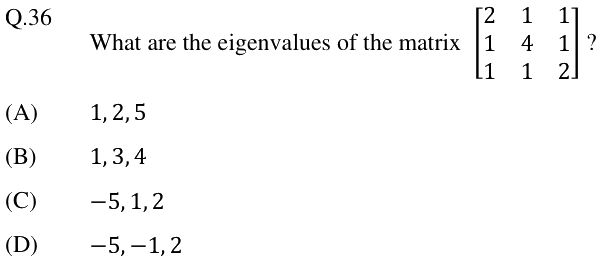 Q.36
What are the eigenvalues of the matrix [2 1 1; 1 4 1; 1 1 2] ?
(A) 1, 2, 5
(B) 1, 3, 4
(C) −5, 1, 2
(D) −5, −1, 2